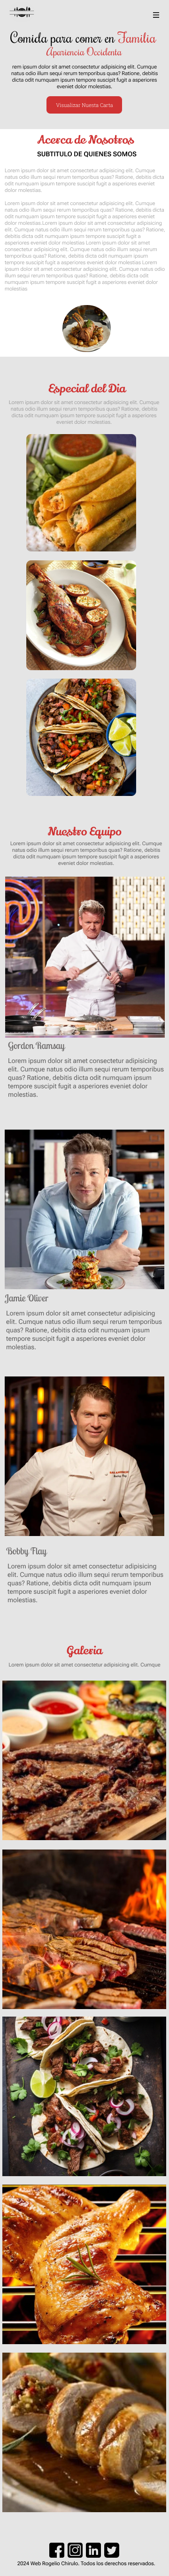 Comida para comer en Familia
Apariencia Occidenta
rem ipsum dolor sit amet consectetur adipisicing elit. Cumque
natus odio illum sequi rerum temporibus quas? Ratione, debitis
dicta odit numquam ipsum tempore suscipit fugit a asperiores
eveniet dolor molestias.
Visualizar Nuestra Carta
Acerca de Nosotros
SUBTITULO DE QUIENES SOMOS
Lorem ipsum dolor sit amet consectetur adipisicing elit. Cumque
natus odio illum sequi rerum temporibus quas? Ratione, debitis dicta
odit numquam ipsum tempore suscipit fugit a asperiores eveniet
dolor molestias.
Lorem ipsum dolor sit amet consectetur adipisicing elit. Cumque
natus odio illum sequi rerum temporibus quas? Ratione, debitis dicta
odit numquam ipsum tempore suscipit fugit a asperiores eveniet
dolor molestias.Lorem ipsum dolor sit amet consectetur adipisicing
elit. Cumque natus odio illum sequi rerum temporibus quas? Ratione,
debitis dicta odit numquam ipsum tempore suscipit fugit a
asperiores eveniet dolor molestias Lorem ipsum dolor sit amet
consectetur adipisicing elit. Cumque natus odio illum sequi rerum
temporibus quas? Ratione, debitis dicta odit numquam ipsum
tempore suscipit fugit a asperiores eveniet dolor molestias Lorem
ipsum dolor sit amet consectetur adipisicing elit. Cumque natus odio
illum sequi rerum temporibus quas? Ratione, debitis dicta odit
numquam ipsum tempore suscipit fugit a asperiores eveniet dolor
molestias
Especial del Dia
Lorem ipsum dolor sit amet consectetur adipisicing elit. Cumque
natus odio illum sequi rerum temporibus quas? Ratione, debitis
dicta odit numquam ipsum tempore suscipit fugit a asperiores
eveniet dolor molestias.
Nuestro Equipo
Lorem ipsum dolor sit amet consectetur adipisicing elit. Cumque
natus odio illum sequi rerum temporibus quas? Ratione, debitis
dicta odit numquam ipsum tempore suscipit fugit a asperiores
eveniet dolor molestias.
Gordon Ramsay
Lorem ipsum dolor sit amet consectetur adipisicing
elit. Cumque natus odio illum sequi rerum temporibus
quas? Ratione, debitis dicta odit numquam ipsum
tempore suscipit fugit a asperiores eveniet dolor
molestias.
Jamie Oliver
Lorem ipsum dolor sit amet consectetur adipisicing
elit. Cumque natus odio illum sequi rerum temporibus
quas? Ratione, debitis dicta odit numquam ipsum
tempore suscipit fugit a asperiores eveniet dolor
molestias.
Bobby Flay
Lorem ipsum dolor sit amet consectetur adipisicing
elit. Cumque natus odio illum sequi rerum temporibus
quas? Ratione, debitis dicta odit numquam ipsum
tempore suscipit fugit a asperiores eveniet dolor
molestias.
Galeria
Lorem ipsum dolor sit amet consectetur adipisicing elit. Cumque
2024 Web Rogelio Chirulo. Todos los derechos reservados.